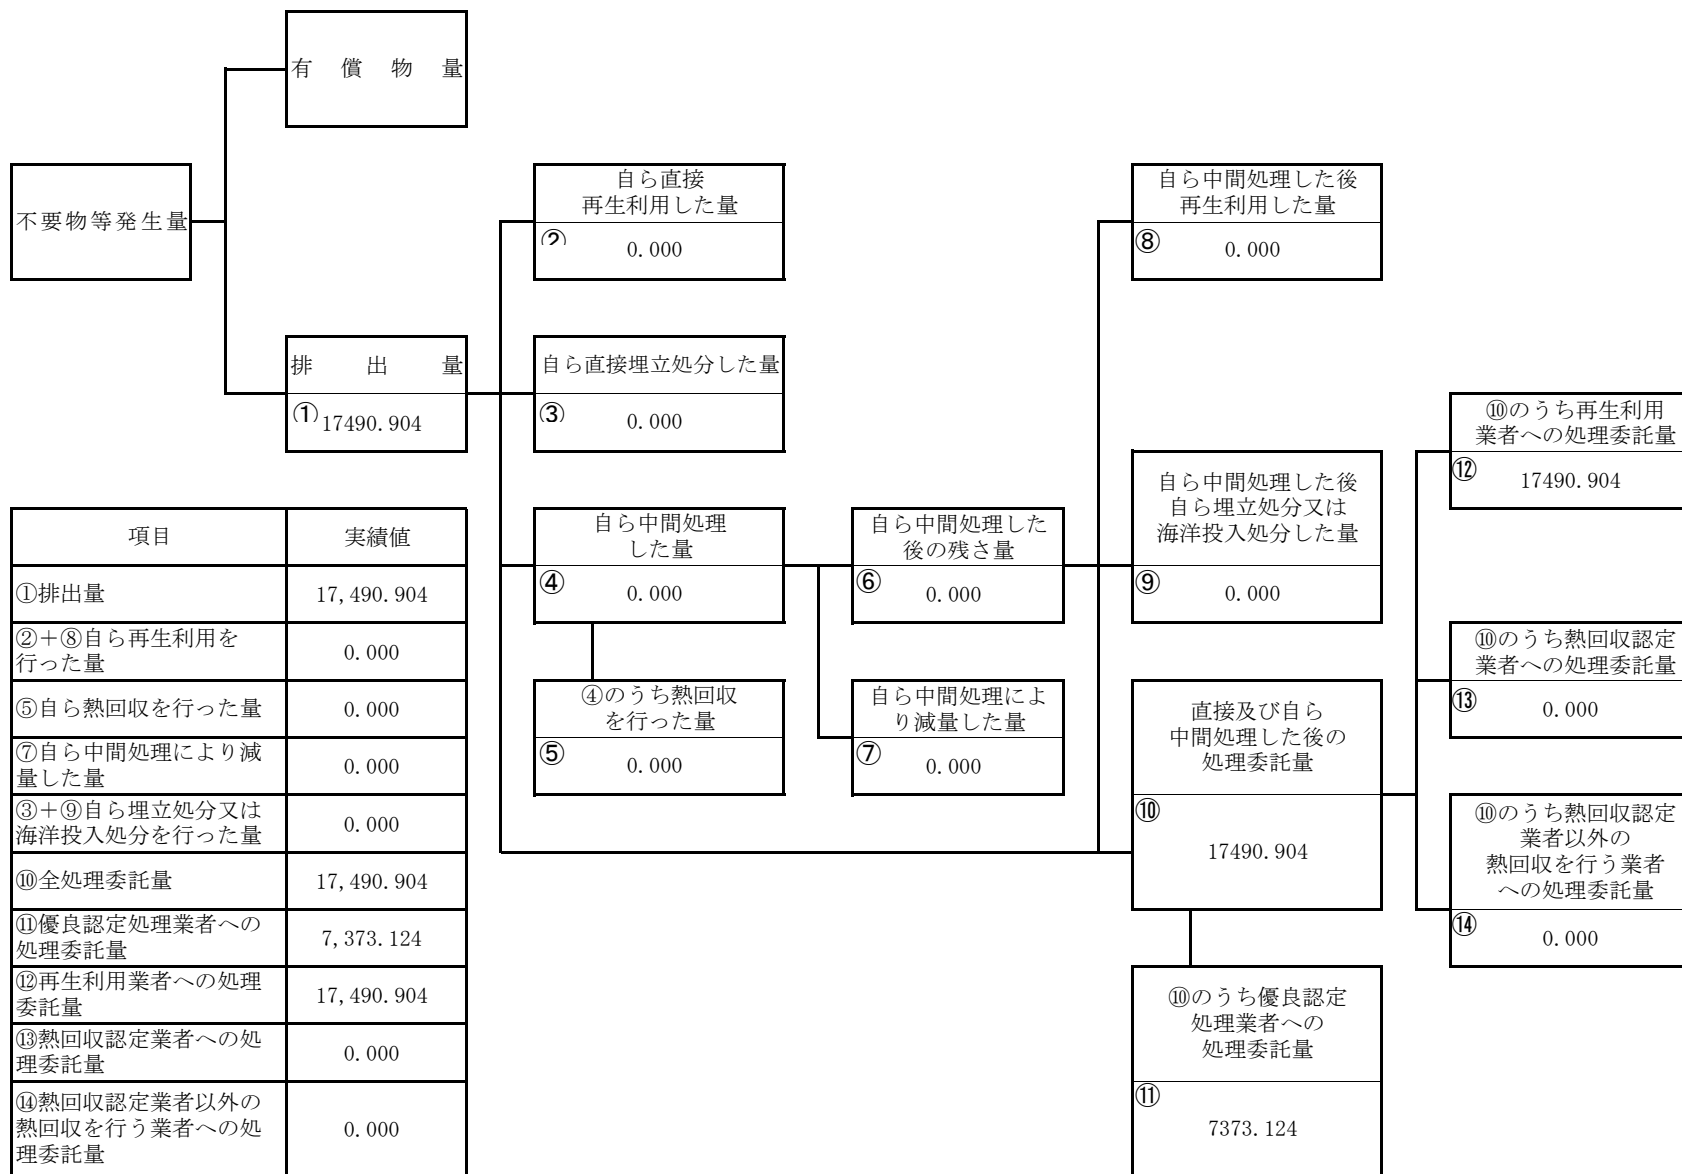 有償物量
不要物等発生量
排出量
①17490.904
自ら直接
再生利用した量
②
0.000
自ら直接埋立処分した量
③
0.000
自ら中間処理
した量
④
0.000
④のうち熱回収
を行った量
⑤
0.000
自ら中間処理した
後の残さ量
⑥
0.000
自ら中間処理によ
り減量した量
⑦
0.000
自ら中間処理した後
再生利用した量
⑧
0.000
自ら中間処理した後
自ら埋立処分又は
海洋投入処分した量
⑨
0.000
直接及び自ら
中間処理した後の
処理委託量
⑩
17490.904
⑩のうち優良認定
処理業者への
処理委託量
⑪
7373.124
⑩のうち再生利用
業者への処理委託量
⑫
17490.904
⑩のうち熱回収認定
業者への処理委託量
⑬
0.000
⑩のうち熱回収認定
業者以外の
熱回収を行う業者
への処理委託量
⑭
0.000
項目 実績値
①排出量 17,490.904
②＋⑧自ら再生利用を
行った量
0.000
⑤自ら熱回収を行った量 0.000
⑦自ら中間処理により減
量した量
0.000
③＋⑨自ら埋立処分又は
海洋投入処分を行った量
0.000
⑩全処理委託量 17,490.904
⑪優良認定処理業者への
処理委託量
7,373.124
⑫再生利用業者への処理
委託量
17,490.904
⑬熱回収認定業者への処
理委託量
0.000
⑭熱回収認定業者以外の
熱回収を行う業者への処
理委託量
0.000